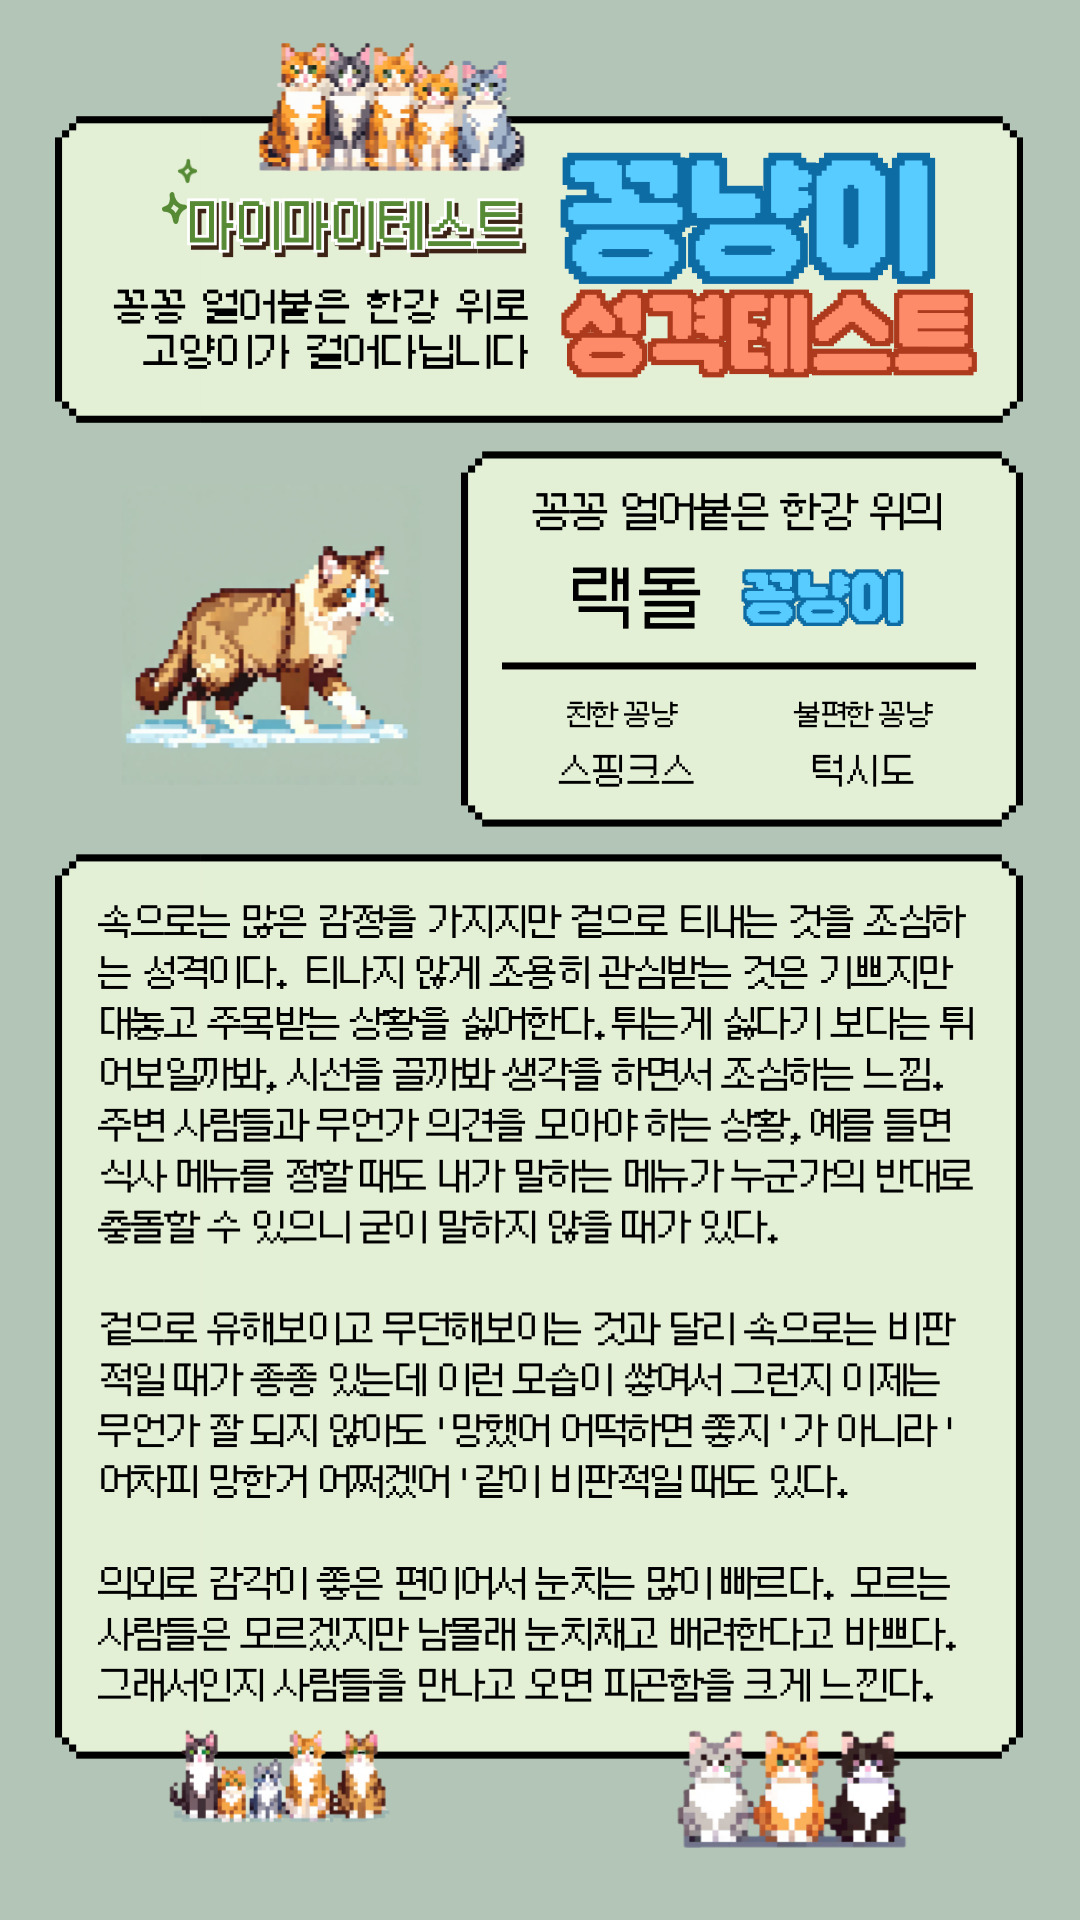 마이마이테스트
꽁꽁 얼어붙은 한강 위로
고양이가 걸어다닙니다
꽁냥이
성격테스트
꽁꽁 얼어붙은 한강 위의
랙돌 꽁냥이
친한 꽁냥 불편한 꽁냥
스핑크스 턱시도
속으로는 많은 감정을 가지지만 겉으로 티내는 것을 조심하
는 성격이다. 티나지 않게 조용히 관심받는 것은 기쁘지만
대놓고 주목받는 상황을 싫어한다. 튀는게 싫다기 보다는 튀
어보일까봐, 시선을 끌까봐 생각을 하면서 조심하는 느낌.
주변 사람들과 무언가 의견을 모아야 하는 상황, 예를 들면
식사 메뉴를 정할 때도 내가 말하는 메뉴가 누군가의 반대로
충돌할 수 있으니 굳이 말하지 않을 때가 있다.
겉으로 유해보이고 무던해보이는 것과 달리 속으로는 비판
적일 때가 종종 있는데 이런 모습이 쌓여서 그런지 이제는
무언가 잘 되지 않아도 '망했어 어떡하면 좋지'가 아니라 '
어차피 망한거 어쩌겠어'같이 비판적일 때도 있다.
의외로 감각이 좋은 편이어서 눈치는 많이 빠르다. 모르는
사람들은 모르겠지만 남몰래 눈치채고 배려한다고 바쁘다.
그래서인지 사람들을 만나고 오면 피곤함을 크게 느낀다.